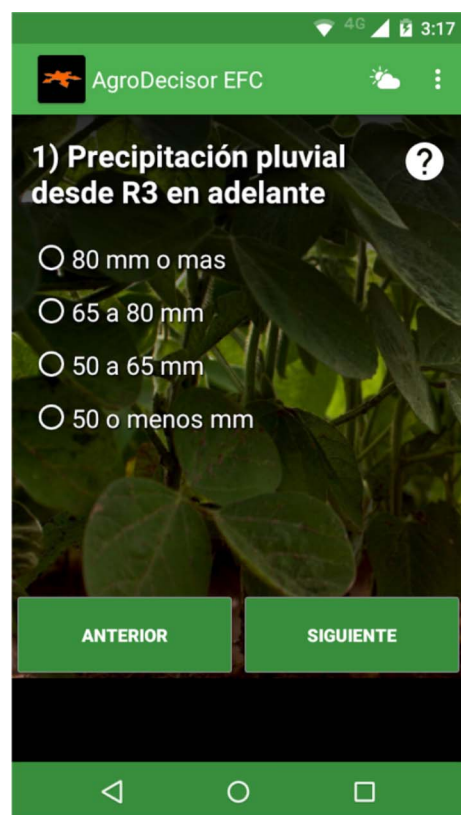 4G 3:17
AgroDecisor EFC
1) Precipitación pluvial
desde R3 en adelante
?
80 mm o mas
65 a 80 mm
50 a 65 mm
50 o menos mm
ANTERIOR SIGUIENTE